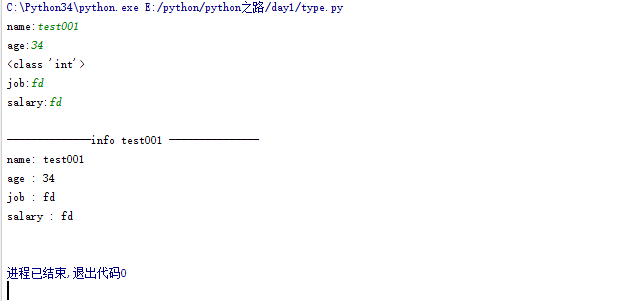 C:\Python34\python.exe E:/python/python之路/day1/type.py
name:test001
age:34
<class 'int'>
job:fd
salary:fd
---------------info test001 ---------------
name: test001
age : 34
job : fd
salary : fd
进程已结束,退出代码0